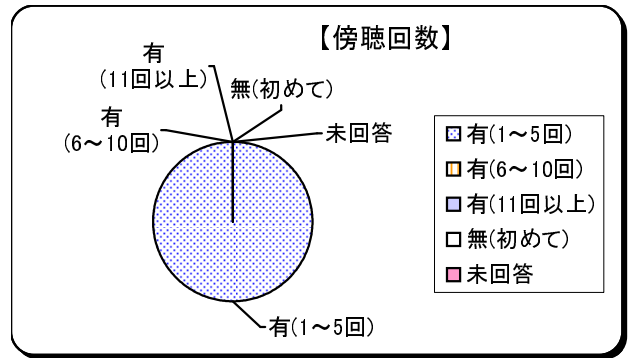 【傍聴回数】
有
(11回以上)
無(初めて)
有
(6～10回)
未回答
有(1～5回)
有(1～5回)
有(6～10回)
有(11回以上)
無(初めて)
未回答